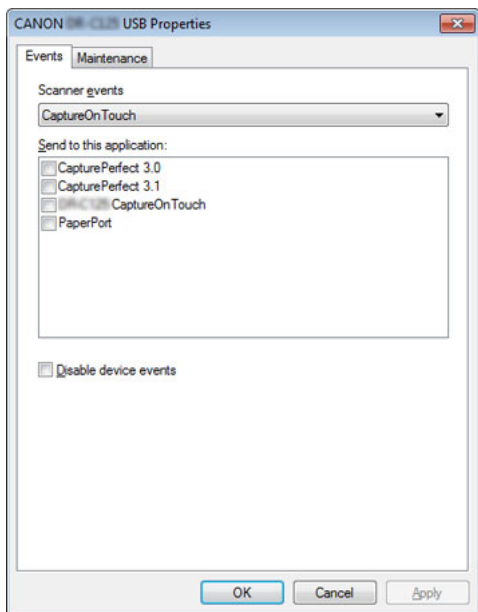 CANON USB Properties
Events Maintenance
Scanner events
CaptureOnTouch
Send to this application:
CapturePerfect 3.0
CapturePerfect 3.1
CaptureOnTouch
PaperPort
Disable device events
OK Cancel Apply